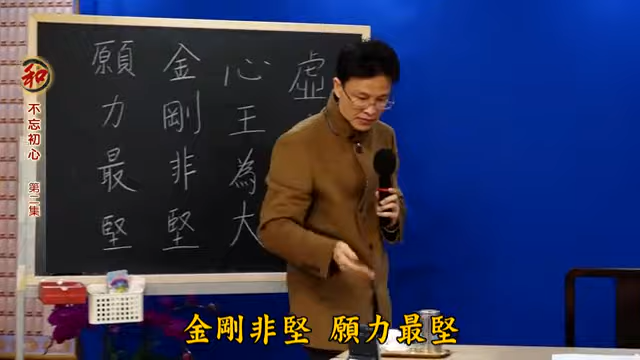 和
不忘初心
第二集
虛
心王為大
金剛非堅
願力最堅
金剛非堅 願力最堅